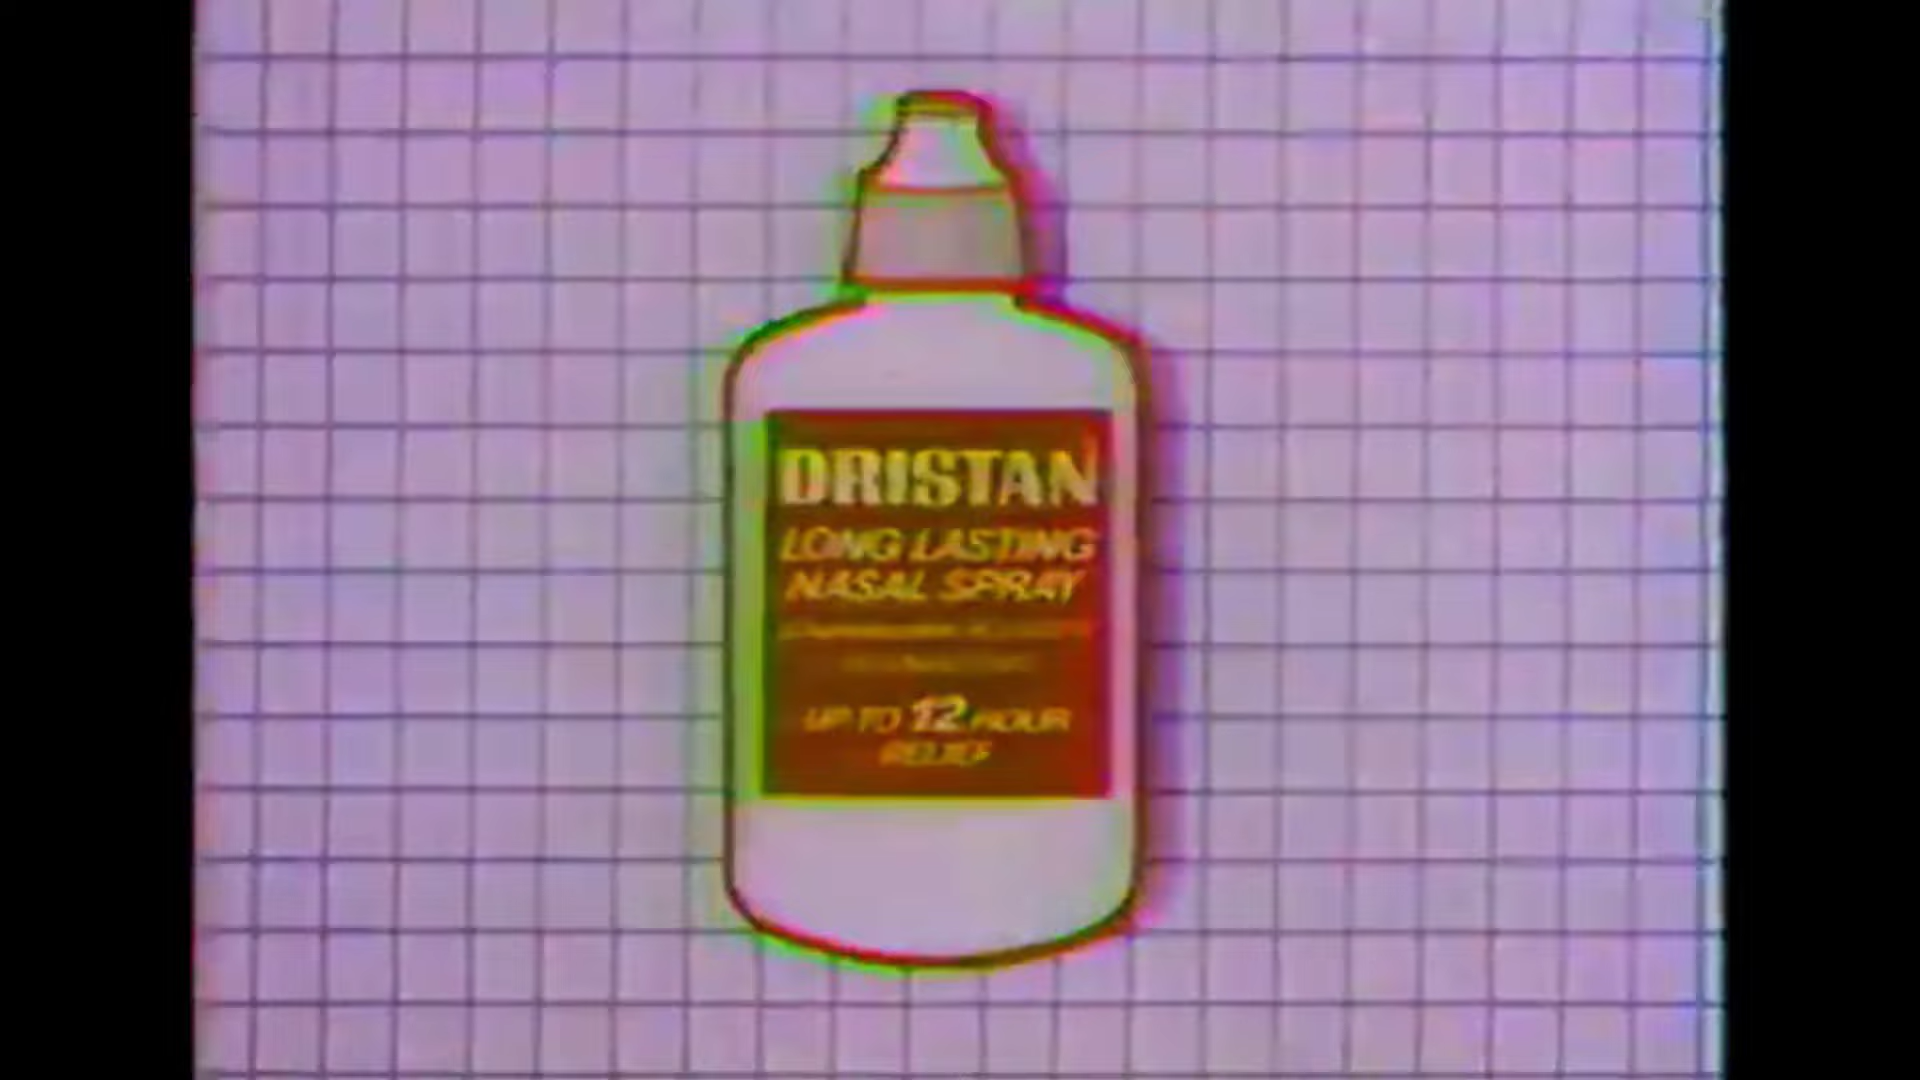 DRISTAN
LONG LASTING
NASAL SPRAY
UP TO 12 HOUR
RELIEF